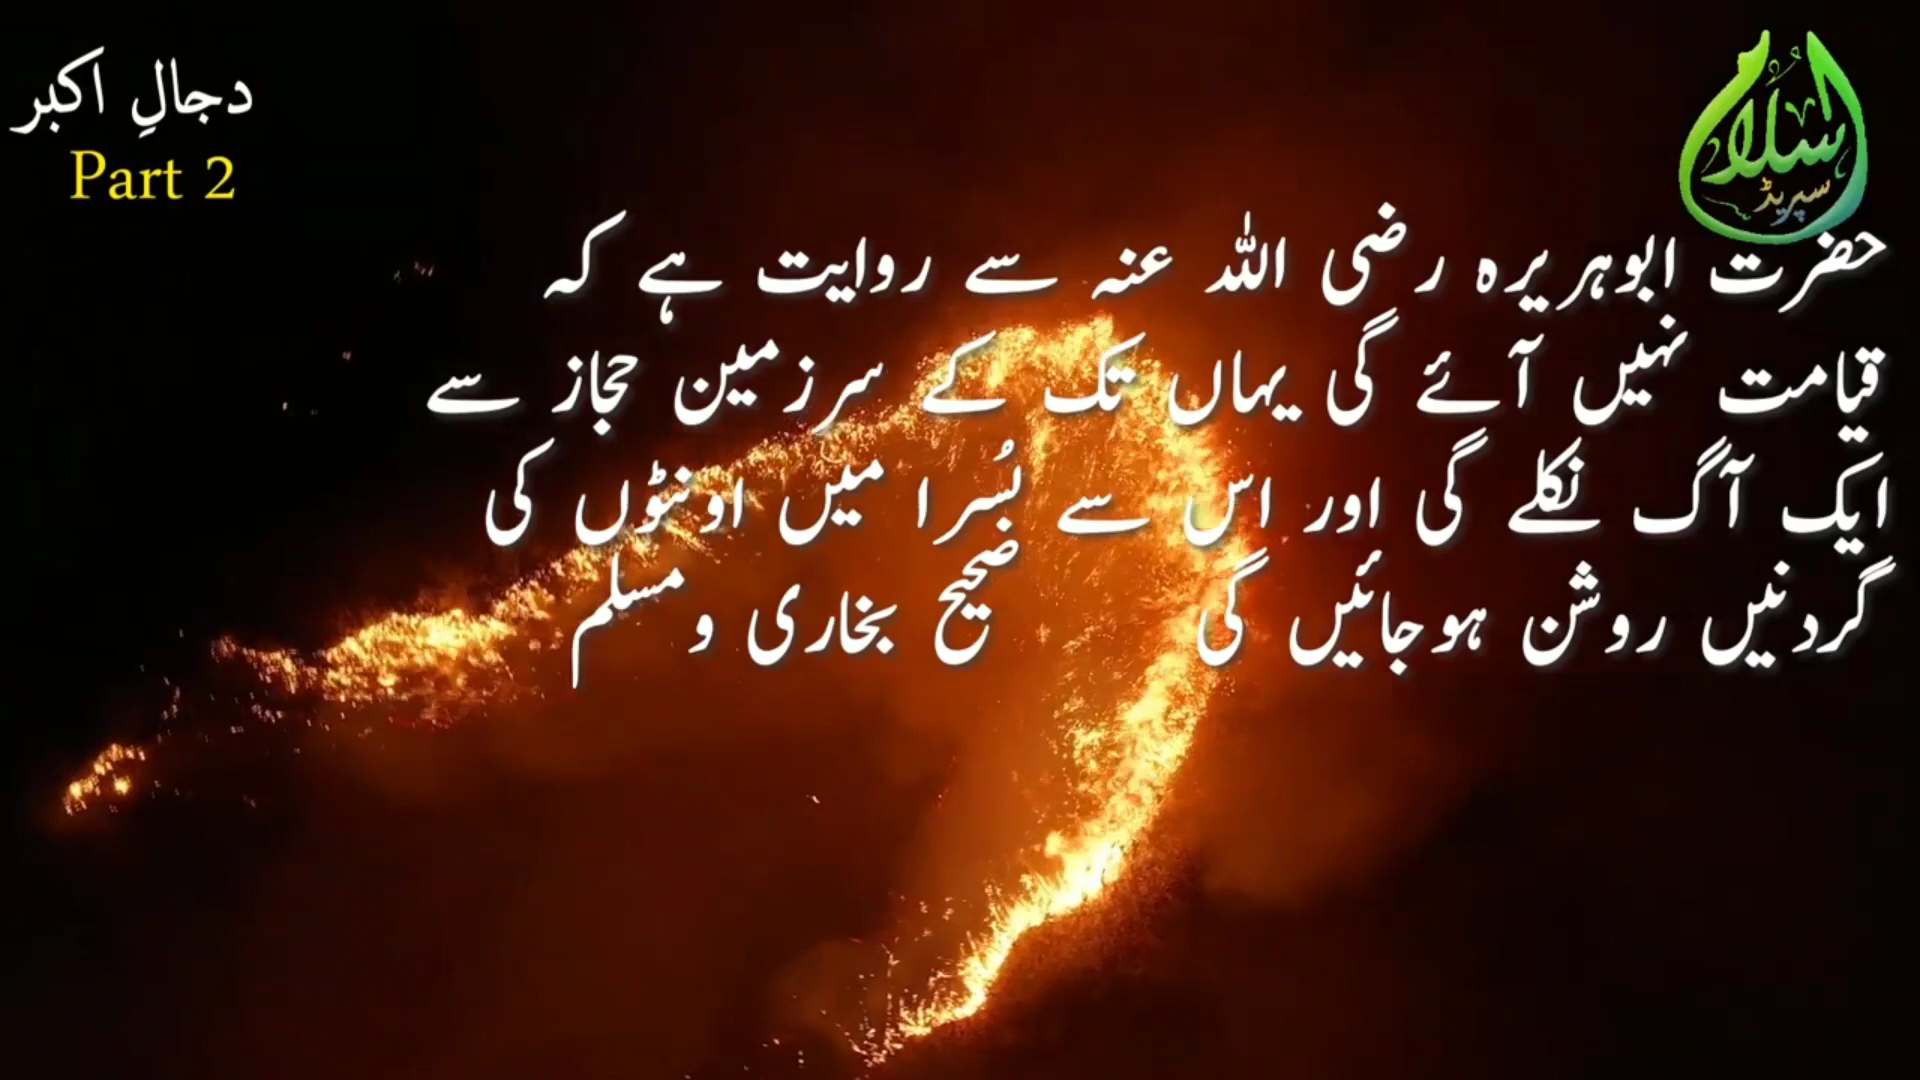 دجالِ اکبر
Part 2
اسلام
سپریڈ
حضرت ابوہریرہ رضی اللہ عنہ سے روایت ہے کہ
قیامت نہیں آئے گی یہاں تک کے سرزمین حجاز سے
ایک آگ نکلے گی اور اس سے بُسرا میں اونٹوں کی
گردنیں روشن ہوجائیں گی صحیح بخاری ومسلم